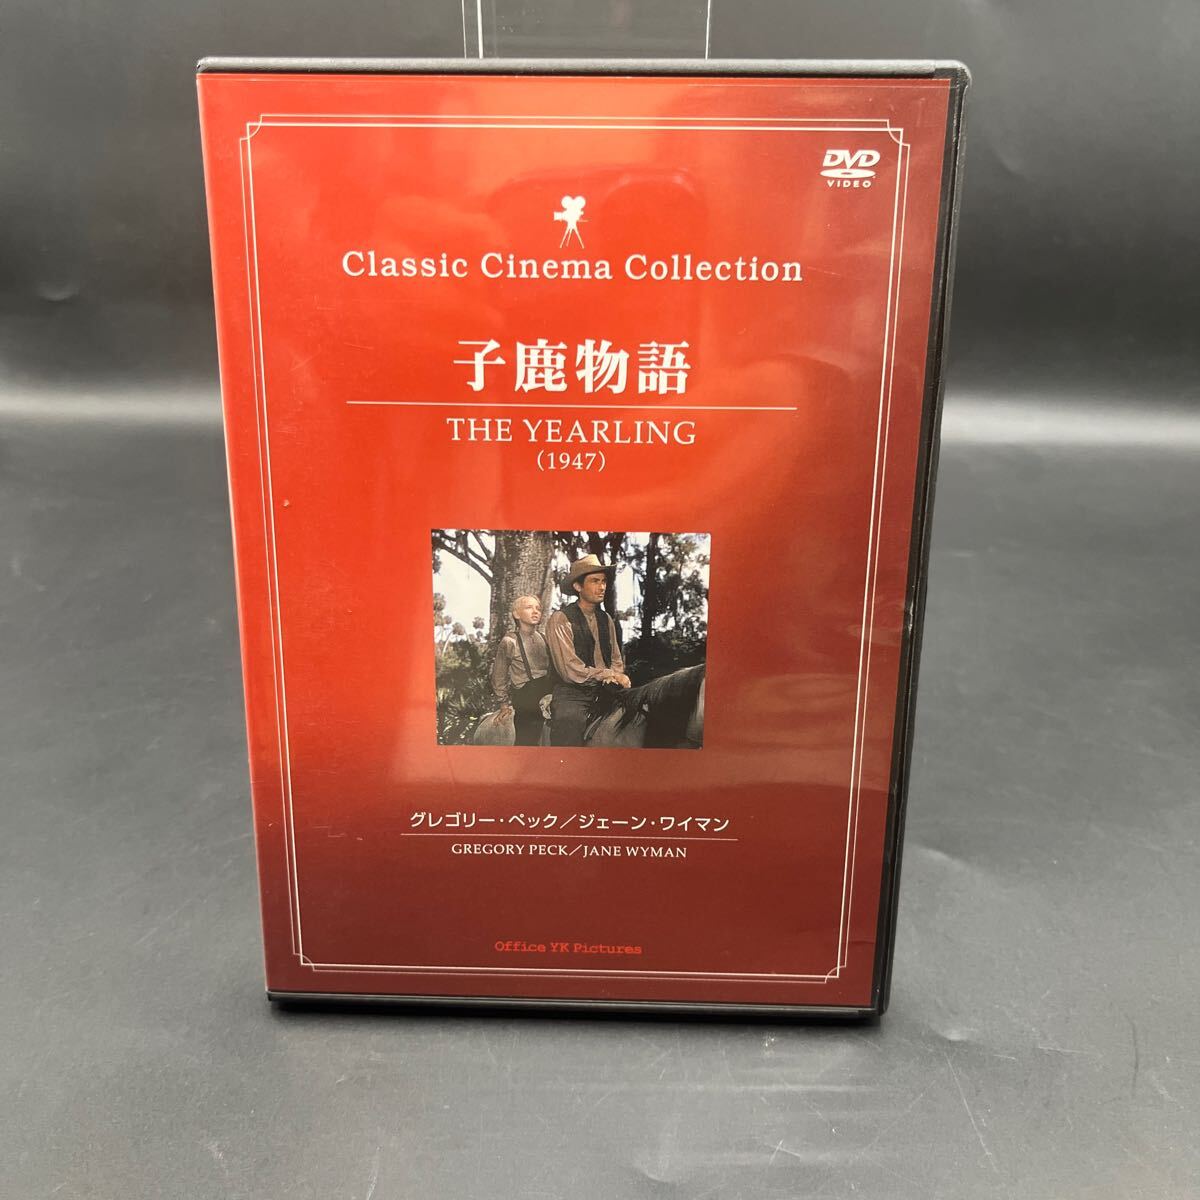 DVD
VIDEO
Classic Cinema Collection
子鹿物語
THE YEARLING
(1947)
グレゴリー・ペック／ジェーン・ワイマン
GREGORY PECK／JANE WYMAN
Office YK Pictures